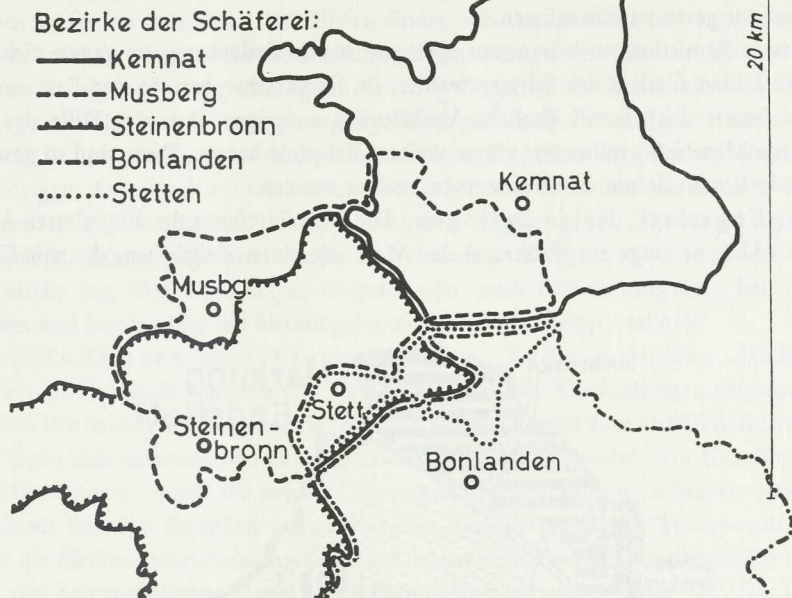 Bezirke der Schäferei:
Kemnat
Musberg
Steinenbronn
Bonlanden
Stetten
20 km
Kemnat
Musbg.
Stett.
Steinen-
bronn
Bonlanden